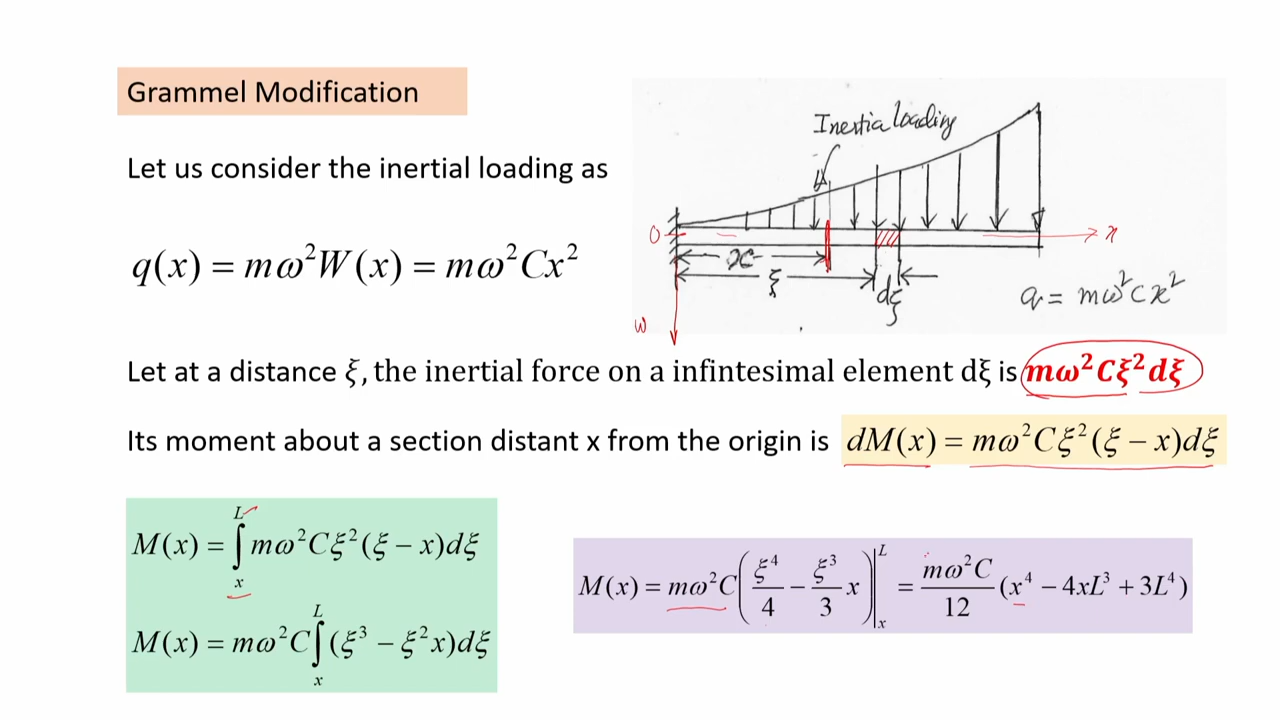 Grammel Modification
Let us consider the inertial loading as
q(x) = mω²W(x) = mω²Cx²
Inertia loading
O
x
x
ξ
dξ
w
q = mω²cx²
Let at a distance ξ, the inertial force on a infintesimal element dξ is mω²Cξ²dξ
Its moment about a section distant x from the origin is dM(x) = mω²Cξ²(ξ − x)dξ
M(x) = ∫ₓᴸ mω²Cξ²(ξ − x)dξ
M(x) = mω²C ∫ₓᴸ (ξ³ − ξ²x)dξ
M(x) = mω²C(ξ⁴/4 − ξ³/3 x)|ₓᴸ = mω²C/12 (x⁴ − 4xL³ + 3L⁴)